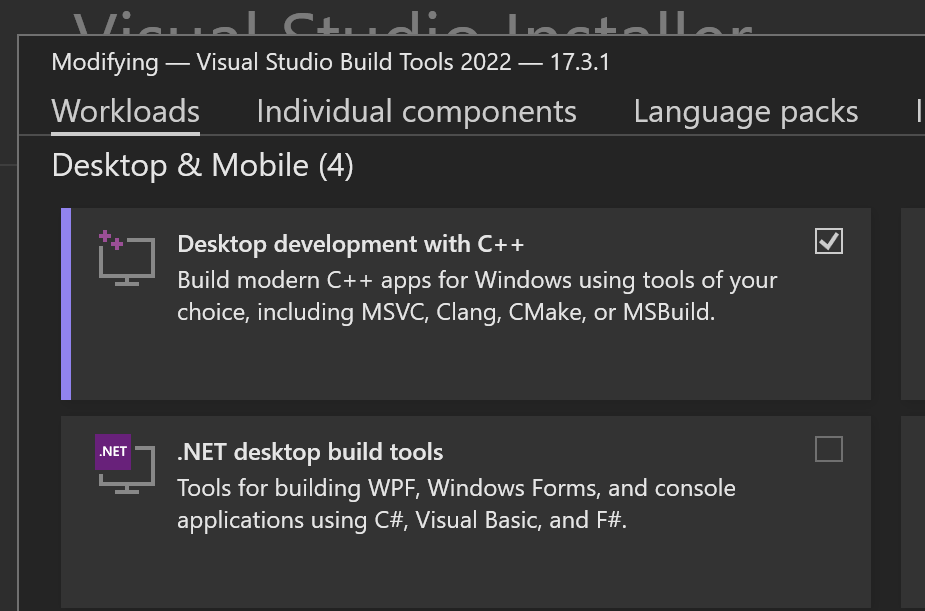 Visual Studio Installer
Modifying — Visual Studio Build Tools 2022 — 17.3.1
Workloads Individual components Language packs
Desktop & Mobile (4)
Desktop development with C++
Build modern C++ apps for Windows using tools of your
choice, including MSVC, Clang, CMake, or MSBuild.
.NET
.NET desktop build tools
Tools for building WPF, Windows Forms, and console
applications using C#, Visual Basic, and F#.